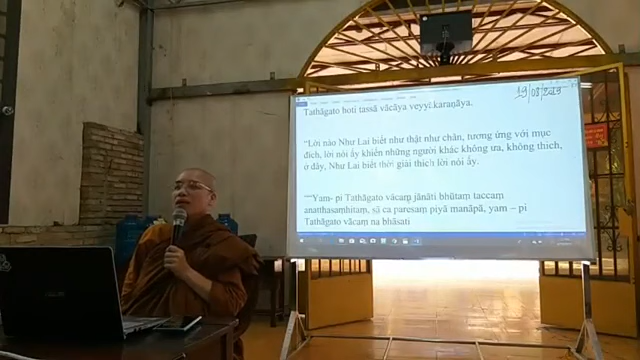 19/08/2019
Tathāgato hoti tassā vācāya veyyākaraṇāya.
"Lời nào Như Lai biết như thật như chân, tương ứng với mục
đích, lời nói ấy khiến những người khác không ưa, không thích,
ở đây, Như Lai biết thời giải thích lời nói ấy.
—Yam- pi Tathāgato vācaṃ jānāti bhūtaṃ taccaṃ
anatthasaṃhitaṃ, sā ca paresaṃ piyā manāpā, yam – pi
Tathāgato vācaṃ na bhāsati